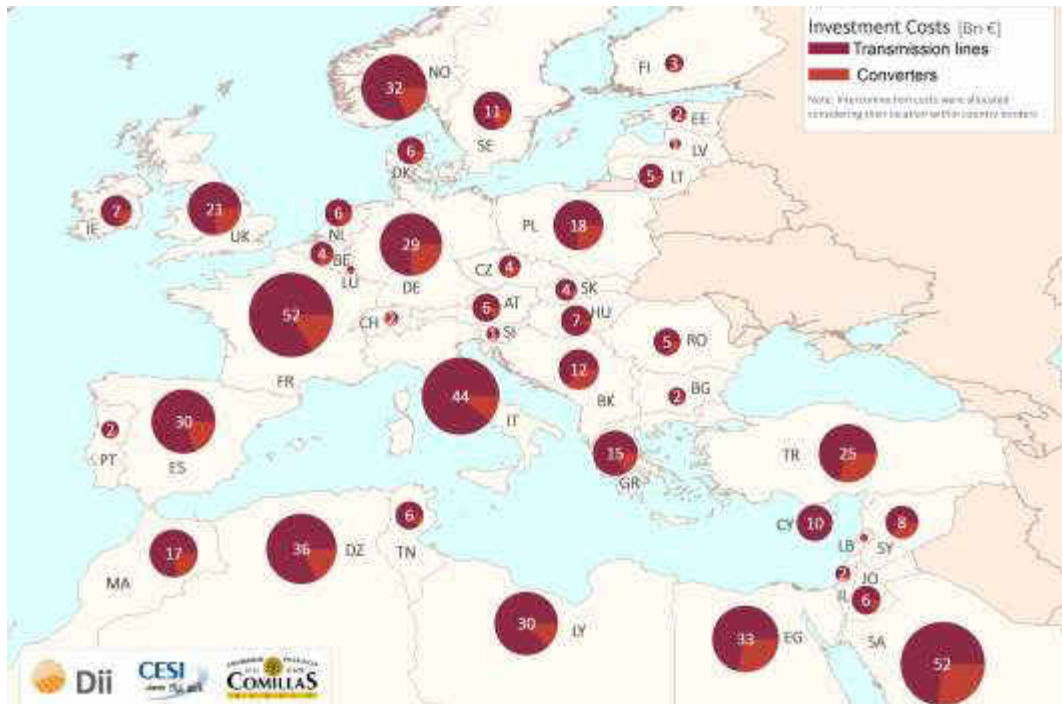 Investment Costs [Bn €]
Transmission lines
Converters
Note: Interconnection costs were allocated
considering their location within country borders
NO
32
FI
3
11
SE
2
EE
LV
6
DK
5
LT
7
IE
23
UK
6
NL
4
BE
LU
29
DE
PL
18
CZ
4
4
SK
52
FR
CH
2
6
AT
SI
7
HU
5
RO
12
BK
2
BG
44
IT
2
PT
30
ES
15
GR
TR
25
CY
10
8
SY
LB
17
MA
36
DZ
6
TN
2
IL
JO
6
30
LY
33
EG
SA
52
Dii
CESI
COMILLAS